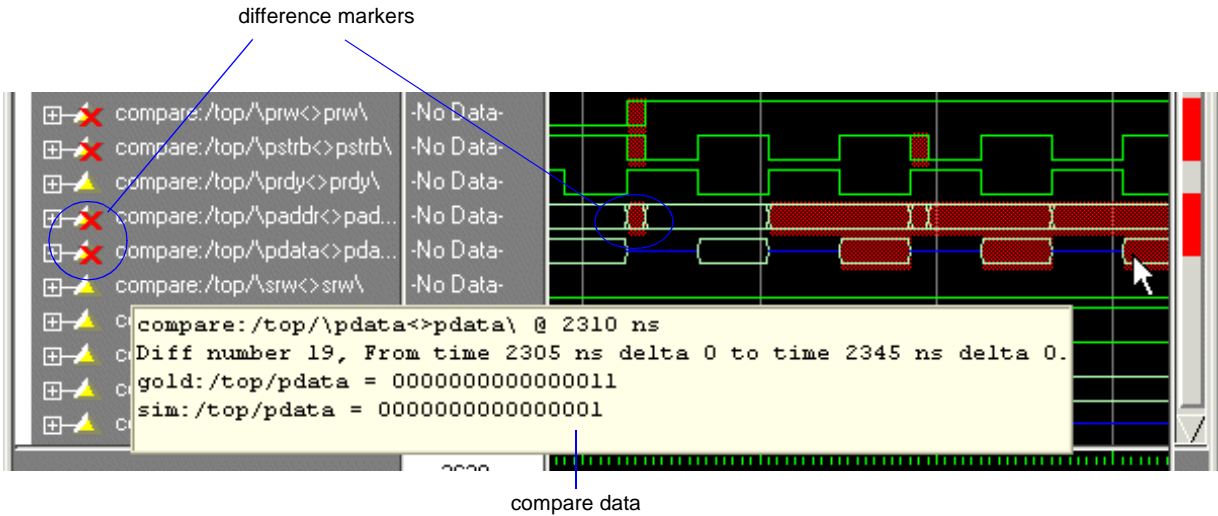 difference markers
compare:/top/\prw<>prw\ -No Data-
compare:/top/\pstrb<>pstrb\ -No Data-
compare:/top/\prdy<>prdy\ -No Data-
compare:/top/\paddr<>pad... -No Data-
compare:/top/\pdata<>pda... -No Data-
compare:/top/\srw<>srw\ -No Data-
compare:/top/\pdata<>pdata\ @ 2310 ns
Diff number 19, From time 2305 ns delta 0 to time 2345 ns delta 0.
gold:/top/pdata = 0000000000000011
sim:/top/pdata = 0000000000000001
compare data